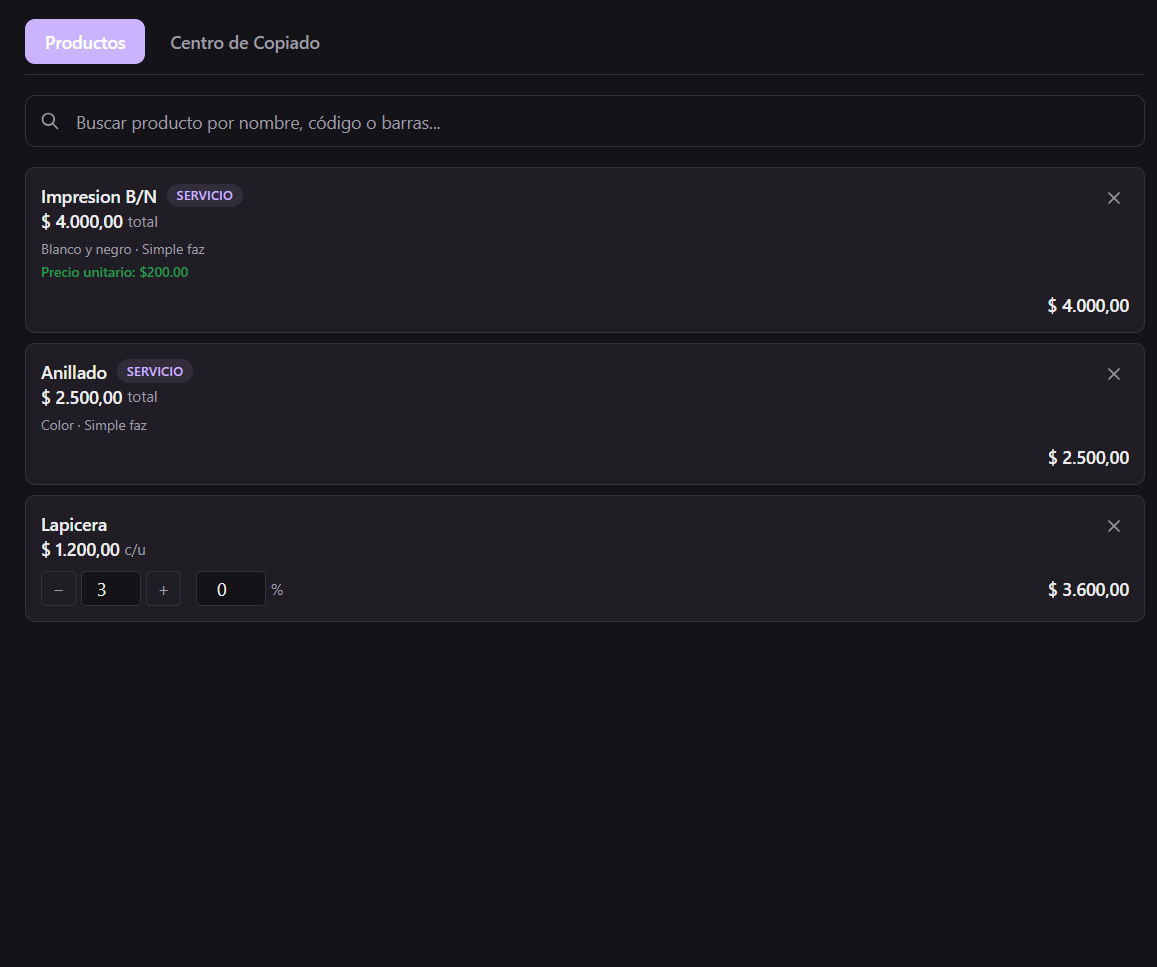 Productos Centro de Copiado
Buscar producto por nombre, código o barras...
Impresion B/N SERVICIO
$ 4.000,00 total
Blanco y negro · Simple faz
Precio unitario: $200.00
$ 4.000,00
Anillado SERVICIO
$ 2.500,00 total
Color · Simple faz
$ 2.500,00
Lapicera
$ 1.200,00 c/u
− 3 + 0 % $ 3.600,00